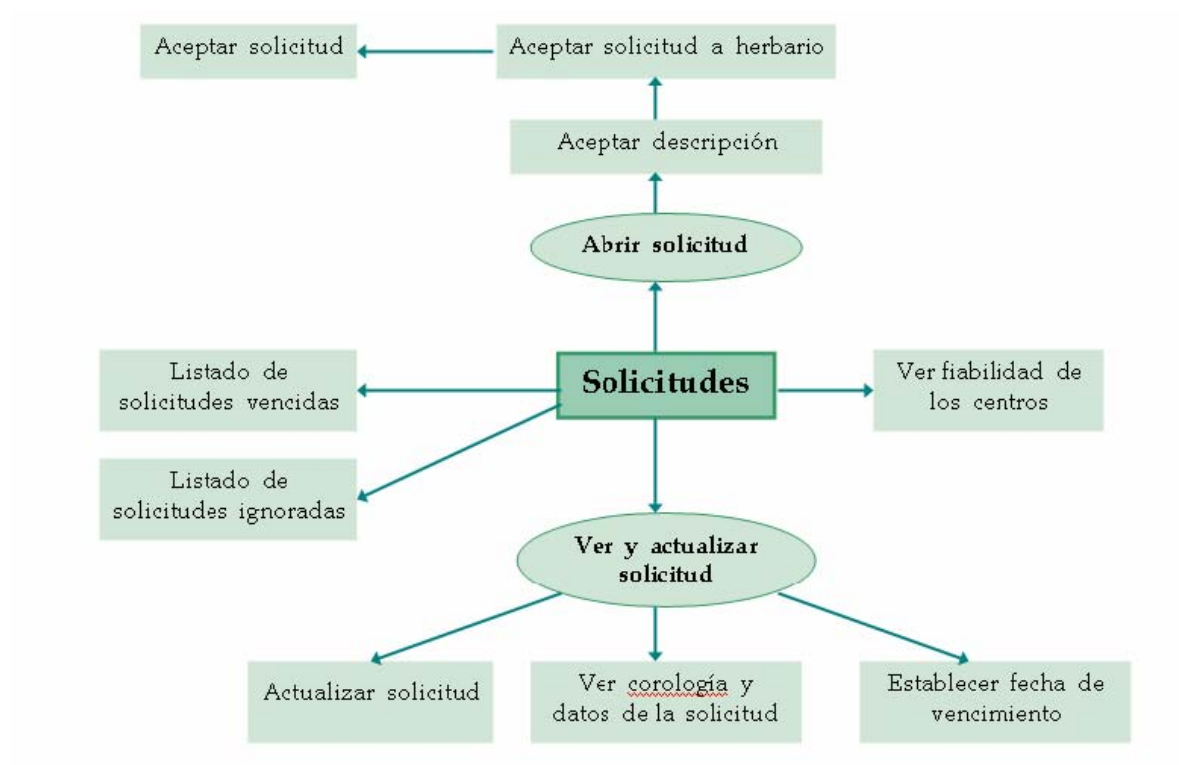 Aceptar solicitud
Aceptar solicitud a herbario
Aceptar descripción
Abrir solicitud
Listado de
solicitudes vencidas
Solicitudes
Ver fiabilidad de
los centros
Listado de
solicitudes ignoradas
Ver y actualizar
solicitud
Actualizar solicitud
Ver corología y
datos de la solicitud
Establecer fecha de
vencimiento